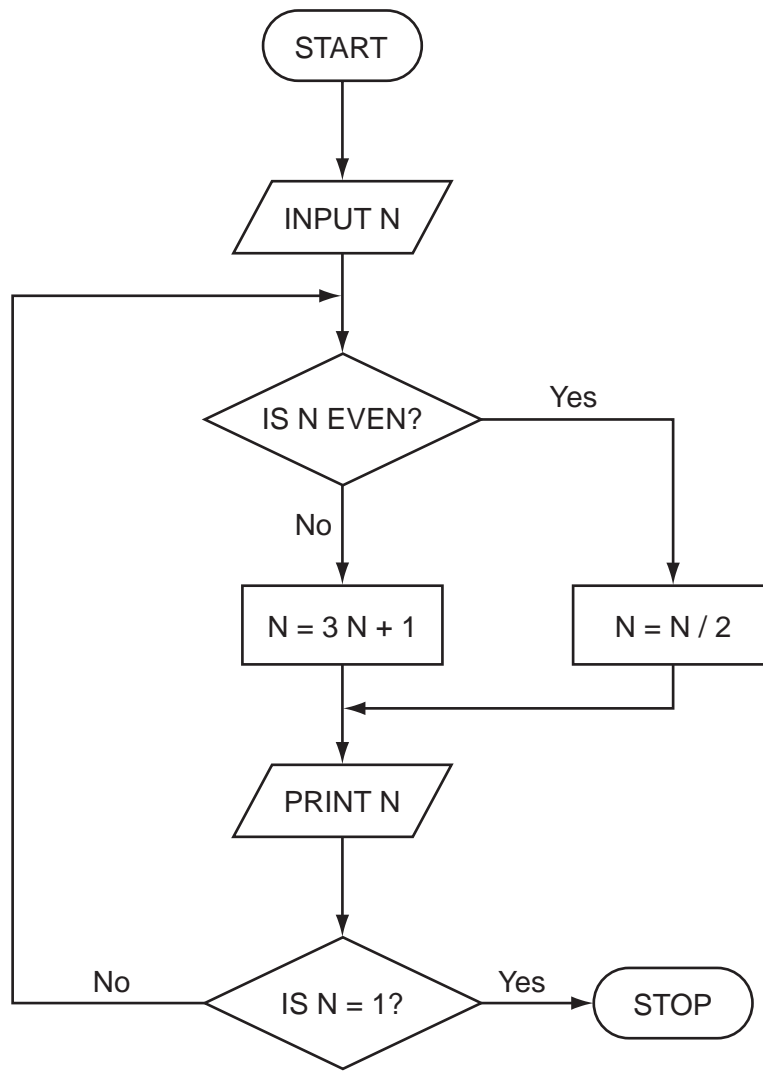 START
INPUT N
IS N EVEN?
Yes
No
N = 3 N + 1
N = N / 2
PRINT N
No
IS N = 1?
Yes
STOP